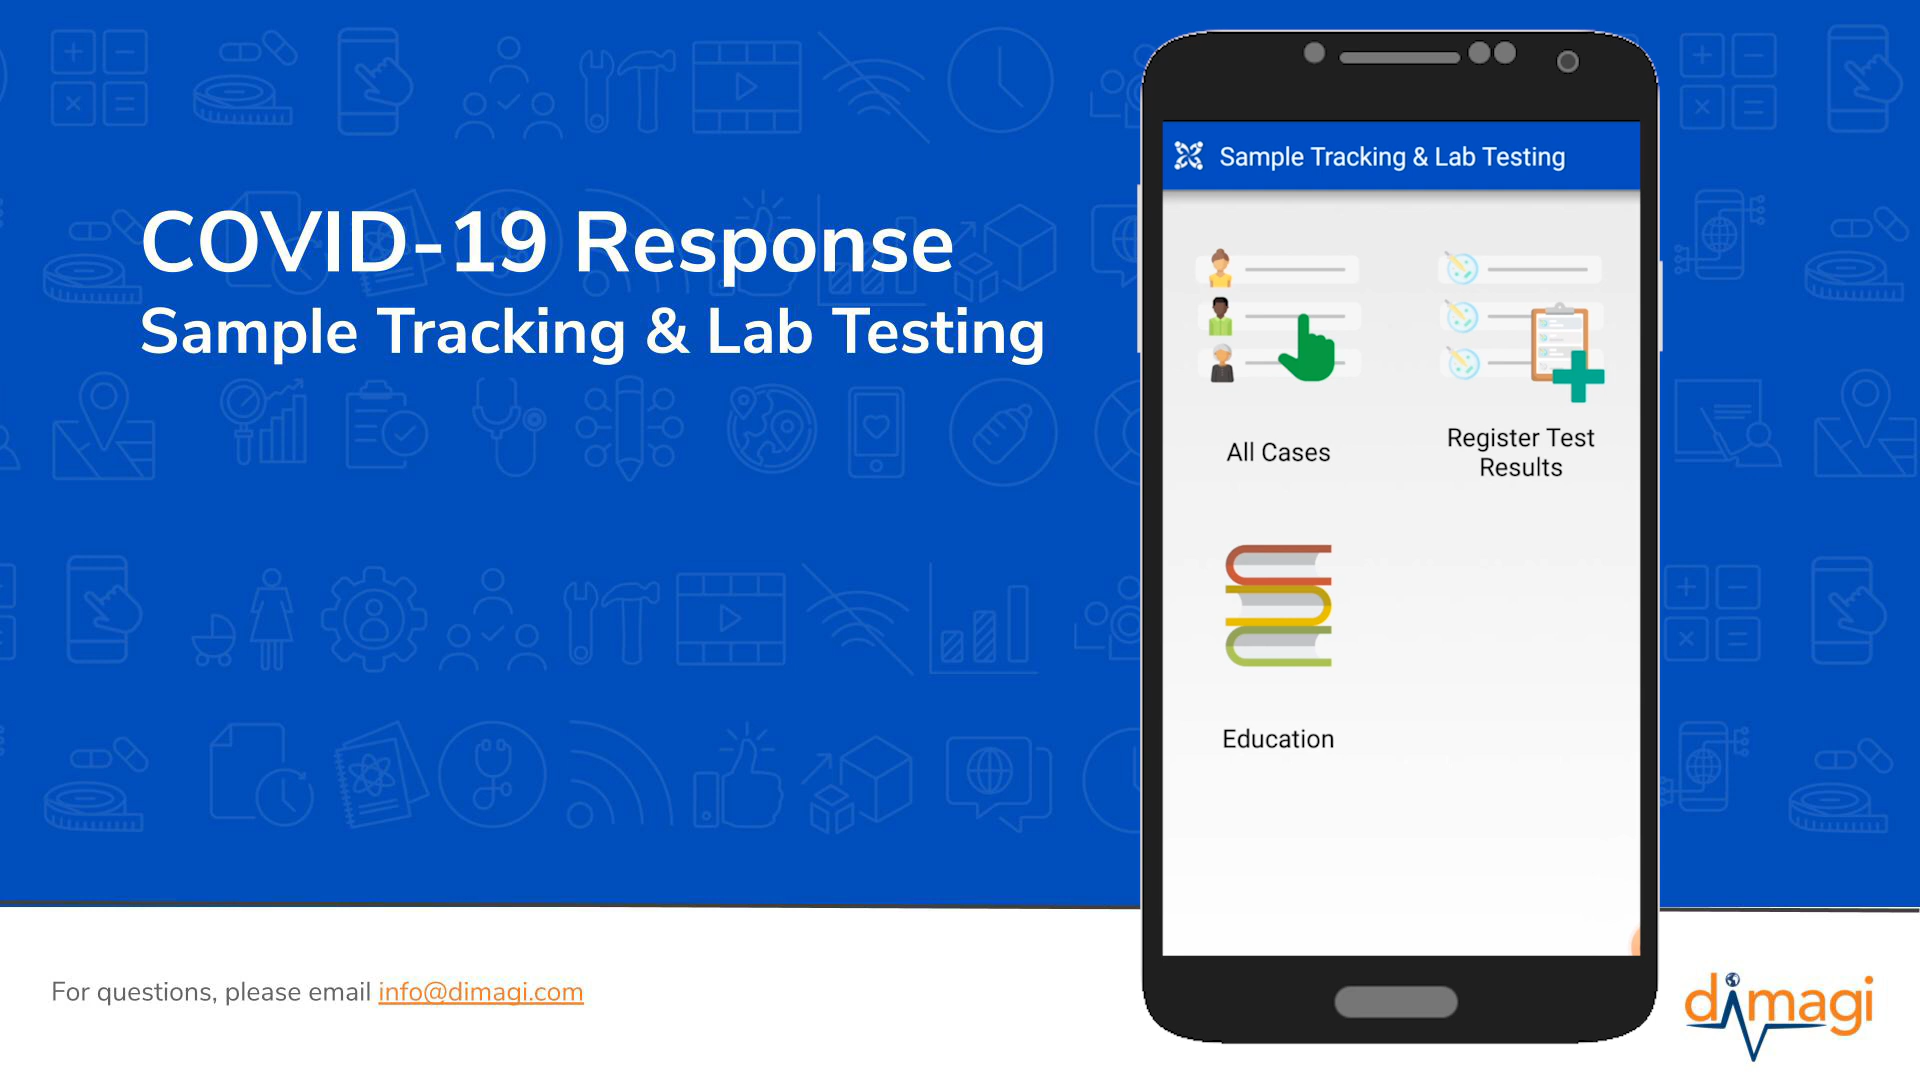 COVID-19 Response
Sample Tracking & Lab Testing
Sample Tracking & Lab Testing
All Cases
Register Test
Results
Education
For questions, please email info@dimagi.com
dimagi